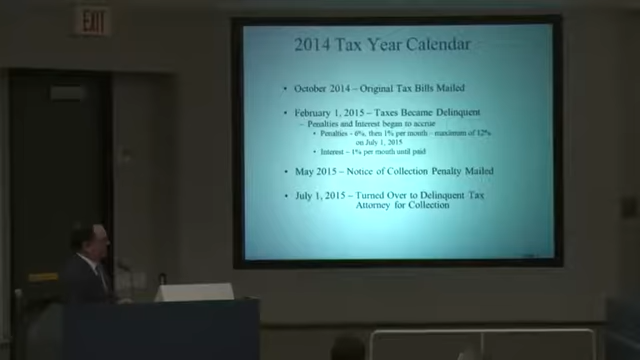 EXIT
2014 Tax Year Calendar
• October 2014 – Original Tax Bills Mailed
• February 1, 2015 – Taxes Became Delinquent
– Penalties and Interest began to accrue
• Penalties - 6%, then 1% per month – maximum of 12%
on July 1, 2015
• Interest – 1% per month until paid
• May 2015 – Notice of Collection Penalty Mailed
• July 1, 2015 – Turned Over to Delinquent Tax
Attorney for Collection